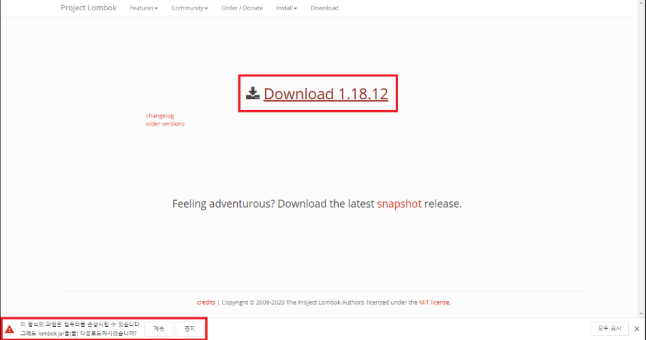 Project Lombok Features Community Order / Donate Install Download
Download 1.18.12
changelog
older versions
Feeling adventurous? Download the latest snapshot release.
credits | Copyright © 2009-2020 The Project Lombok Authors. licensed under the MIT license.
이 형식의 파일은 컴퓨터를 손상시킬 수 있습니다.
그래도 lombok.jar을(를) 다운로드하시겠습니까?
계속 중지
모두 표시